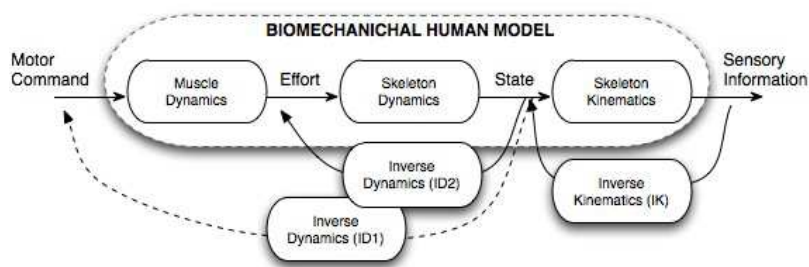 BIOMECHANICHAL HUMAN MODEL
Motor
Command
Muscle
Dynamics
Effort
Skeleton
Dynamics
State
Skeleton
Kinematics
Sensory
Information
Inverse
Dynamics (ID2)
Inverse
Kinematics (IK)
Inverse
Dynamics (ID1)